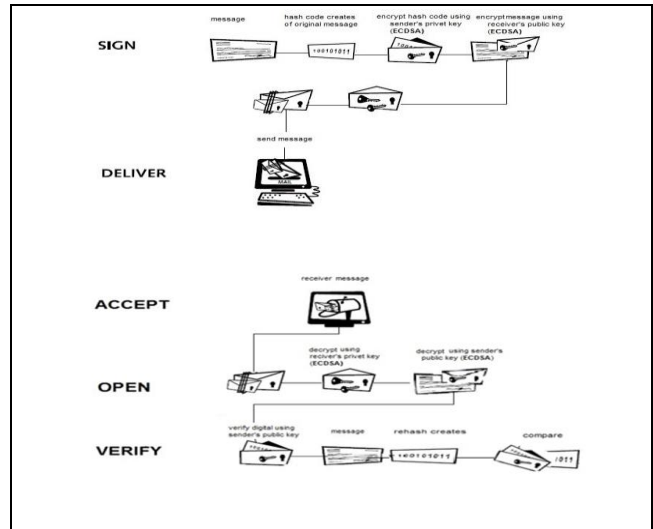 message
hash code creates
of original message
encrypt hash code using
sender's privet key
(ECDSA)
encryptmessage using
receiver's public key
(ECDSA)
SIGN
100101011
send message
MAIL
DELIVER
receiver message
ACCEPT
decrypt using
reciver's privet key
(ECDSA)
decrypt using sender's
public key (ECDSA)
OPEN
verify digital using
sender's public key
message
rehash creates
compare
VERIFY
100101011
1011